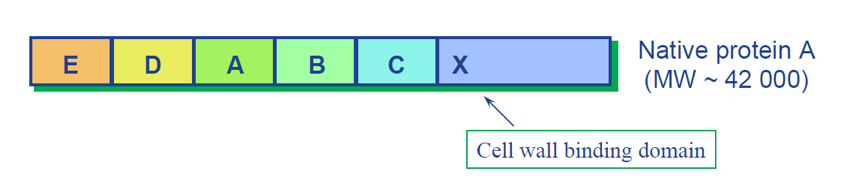 E D A B C X
Native protein A
(MW ~ 42 000)
Cell wall binding domain